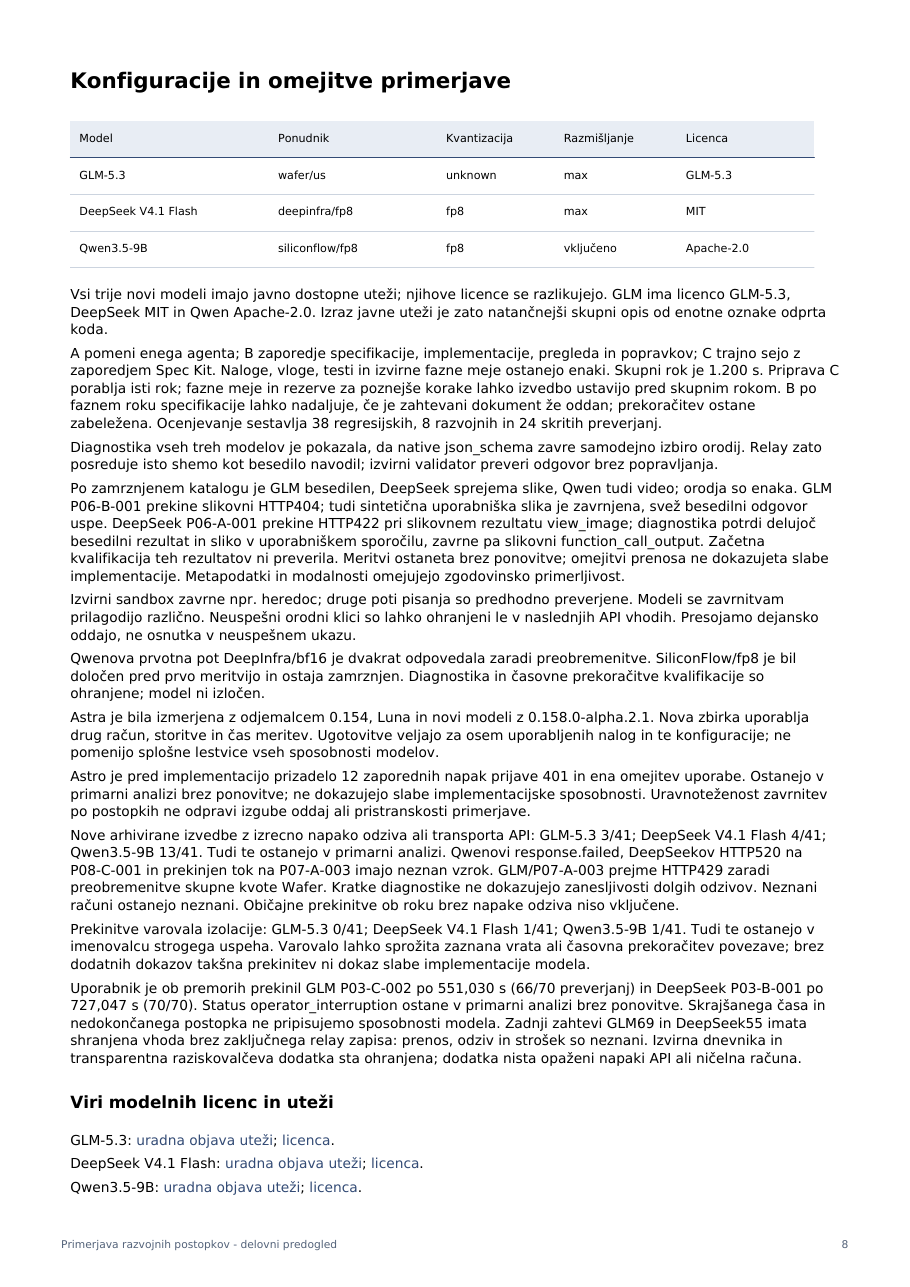 Konfiguracije in omejitve primerjave
Model Ponudnik Kvantizacija Razmišljanje Licenca
GLM-5.3 wafer/us unknown max GLM-5.3
DeepSeek V4.1 Flash deepinfra/fp8 fp8 max MIT
Qwen3.5-9B siliconflow/fp8 fp8 vključeno Apache-2.0
Vsi trije novi modeli imajo javno dostopne uteži; njihove licence se razlikujejo. GLM ima licenco GLM-5.3,
DeepSeek MIT in Qwen Apache-2.0. Izraz javne uteži je zato natančnejši skupni opis od enotne oznake odprta
koda.
A pomeni enega agenta; B zaporedje specifikacije, implementacije, pregleda in popravkov; C trajno sejo z
zaporedjem Spec Kit. Naloge, vloge, testi in izvirne fazne meje ostanejo enaki. Skupni rok je 1.200 s. Priprava C
porablja isti rok; fazne meje in rezerve za poznejše korake lahko izvedbo ustavijo pred skupnim rokom. B po
faznem roku specifikacije lahko nadaljuje, če je zahtevani dokument že oddan; prekoračitev ostane
zabeležena. Ocenjevanje sestavlja 38 regresijskih, 8 razvojnih in 24 skritih preverjanj.
Diagnostika vseh treh modelov je pokazala, da native json_schema zavre samodejno izbiro orodij. Relay zato
posreduje isto shemo kot besedilo navodil; izvirni validator preveri odgovor brez popravljanja.
Po zamrznjenem katalogu je GLM besedilen, DeepSeek sprejema slike, Qwen tudi video; orodja so enaka. GLM
P06-B-001 prekine slikovni HTTP404; tudi sintetična uporabniška slika je zavrnjena, svež besedilni odgovor
uspe. DeepSeek P06-A-001 prekine HTTP422 pri slikovnem rezultatu view_image; diagnostika potrdi delujoč
besedilni rezultat in sliko v uporabniškem sporočilu, zavrne pa slikovni function_call_output. Začetna
kvalifikacija teh rezultatov ni preverila. Meritvi ostaneta brez ponovitve; omejitvi prenosa ne dokazujeta slabe
implementacije. Metapodatki in modalnosti omejujejo zgodovinsko primerljivost.
Izvirni sandbox zavrne npr. heredoc; druge poti pisanja so predhodno preverjene. Modeli se zavrnitvam
prilagodijo različno. Neuspešni orodni klici so lahko ohranjeni le v naslednjih API vhodih. Presojamo dejansko
oddajo, ne osnutka v neuspešnem ukazu.
Qwenova prvotna pot DeepInfra/bf16 je dvakrat odpovedala zaradi preobremenitve. SiliconFlow/fp8 je bil
določen pred prvo meritvijo in ostaja zamrznjen. Diagnostika in časovne prekoračitve kvalifikacije so
ohranjene; model ni izločen.
Astra je bila izmerjena z odjemalcem 0.154, Luna in novi modeli z 0.158.0-alpha.2.1. Nova zbirka uporablja
drug račun, storitve in čas meritev. Ugotovitve veljajo za osem uporabljenih nalog in te konfiguracije; ne
pomenijo splošne lestvice vseh sposobnosti modelov.
Astro je pred implementacijo prizadelo 12 zaporednih napak prijave 401 in ena omejitev uporabe. Ostanejo v
primarni analizi brez ponovitve; ne dokazujejo slabe implementacijske sposobnosti. Uravnoteženost zavrnitev
po postopkih ne odpravi izgube oddaj ali pristranskosti primerjave.
Nove arhivirane izvedbe z izrecno napako odziva ali transporta API: GLM-5.3 3/41; DeepSeek V4.1 Flash 4/41;
Qwen3.5-9B 13/41. Tudi te ostanejo v primarni analizi. Qwenovi response.failed, DeepSeekov HTTP520 na
P08-C-001 in prekinjen tok na P07-A-003 imajo neznan vzrok. GLM/P07-A-003 prejme HTTP429 zaradi
preobremenitve skupne kvote Wafer. Kratke diagnostike ne dokazujejo zanesljivosti dolgih odzivov. Neznani
računi ostanejo neznani. Običajne prekinitve ob roku brez napake odziva niso vključene.
Prekinitve varovala izolacije: GLM-5.3 0/41; DeepSeek V4.1 Flash 1/41; Qwen3.5-9B 1/41. Tudi te ostanejo v
imenovalcu strogega uspeha. Varovalo lahko sprožita zaznana vrata ali časovna prekoračitev povezave; brez
dodatnih dokazov takšna prekinitev ni dokaz slabe implementacije modela.
Uporabnik je ob premorih prekinil GLM P03-C-002 po 551,030 s (66/70 preverjanj) in DeepSeek P03-B-001 po
727,047 s (70/70). Status operator_interruption ostane v primarni analizi brez ponovitve. Skrajšanega časa in
nedokončanega postopka ne pripisujemo sposobnosti modela. Zadnji zahtevi GLM69 in DeepSeek55 imata
shranjena vhoda brez zaključnega relay zapisa: prenos, odziv in strošek so neznani. Izvirna dnevnika in
transparentna raziskovalčeva dodatka sta ohranjena; dodatka nista opaženi napaki API ali ničelna računa.
Viri modelnih licenc in uteži
GLM-5.3: uradna objava uteži; licenca.
DeepSeek V4.1 Flash: uradna objava uteži; licenca.
Qwen3.5-9B: uradna objava uteži; licenca.
Primerjava razvojnih postopkov - delovni predogled 8